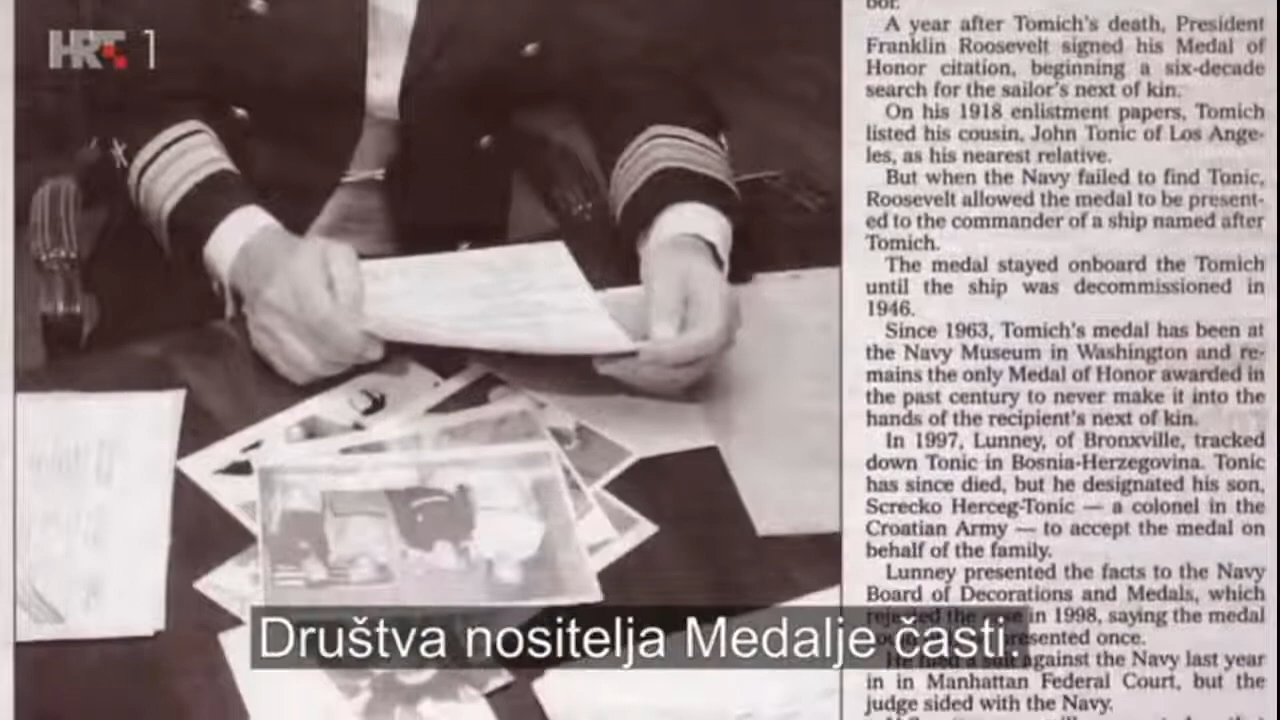 HRT 1
bor.
A year after Tomich's death, President
Franklin Roosevelt signed his Medal of
Honor citation, beginning a six-decade
search for the sailor's next of kin.
On his 1918 enlistment papers, Tomich
listed his cousin, John Tonic of Los Ange-
les, as his nearest relative.
But when the Navy failed to find Tonic,
Roosevelt allowed the medal to be present-
ed to the commander of a ship named after
Tomich.
The medal stayed onboard the Tomich
until the ship was decommissioned in
1946.
Since 1963, Tomich's medal has been at
the Navy Museum in Washington and re-
mains the only Medal of Honor awarded in
the past century to never make it into the
hands of the recipient's next of kin.
In 1997, Lunney, of Bronxville, tracked
down Tonic in Bosnia-Herzegovina. Tonic
has since died, but he designated his son,
Screcko Herceg-Tonic — a colonel in the
Croatian Army — to accept the medal on
behalf of the family.
Lunney presented the facts to the Navy
Board of Decorations and Medals, which
rejected the case in 1998, saying the medal
presented once.
He filed a suit against the Navy last year
in in Manhattan Federal Court, but the
judge sided with the Navy.
Društva nositelja Medalje časti.